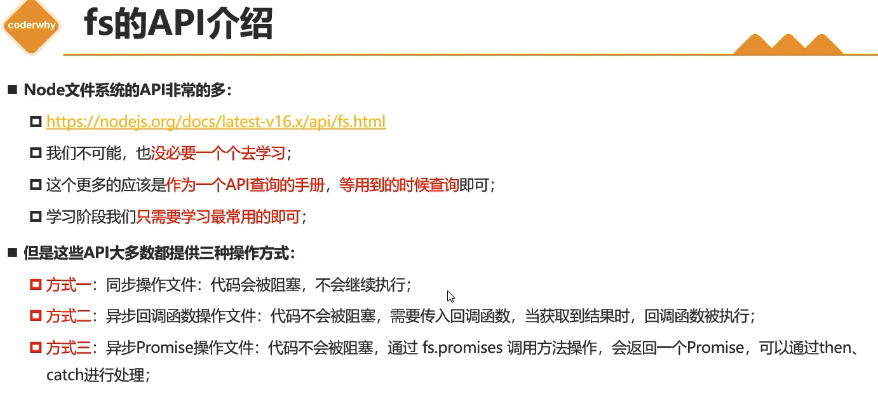 coderwhy
fs的API介绍
Node文件系统的API非常的多：
https://nodejs.org/docs/latest-v16.x/api/fs.html
我们不可能，也没必要一个个去学习；
这个更多的应该是作为一个API查询的手册，等用到的时候查询即可；
学习阶段我们只需要学习最常用的即可；
但是这些API大多数都提供三种操作方式：
方式一：同步操作文件：代码会被阻塞，不会继续执行；
方式二：异步回调函数操作文件：代码不会被阻塞，需要传入回调函数，当获取到结果时，回调函数被执行；
方式三：异步Promise操作文件：代码不会被阻塞，通过 fs.promises 调用方法操作，会返回一个Promise，可以通过then、
catch进行处理；